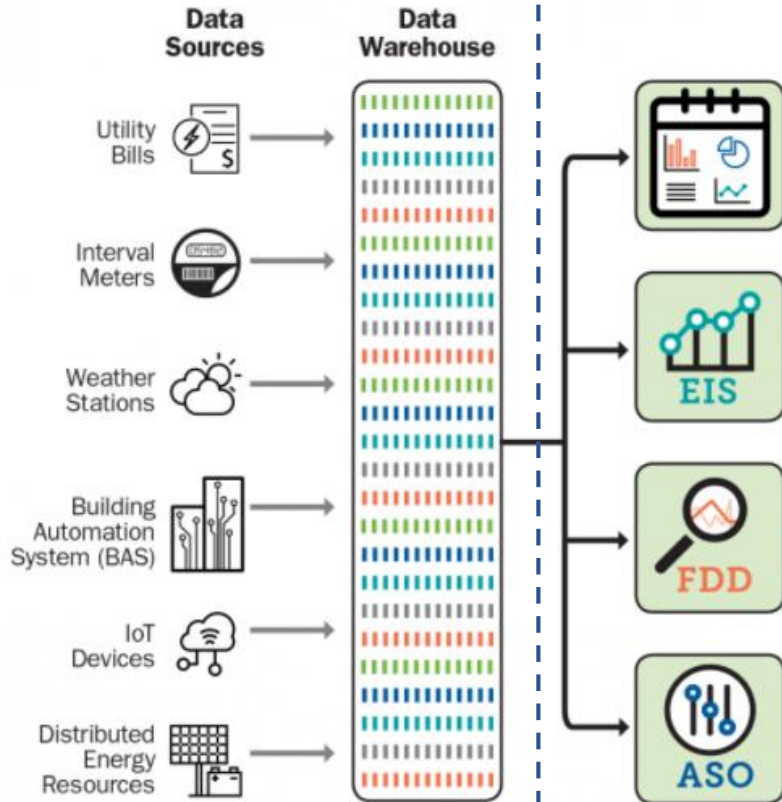 Data
Sources
Data
Warehouse
Utility
Bills
$
Interval
Meters
Weather
Stations
Building
Automation
System (BAS)
IoT
Devices
Distributed
Energy
Resources
EIS
FDD
ASO